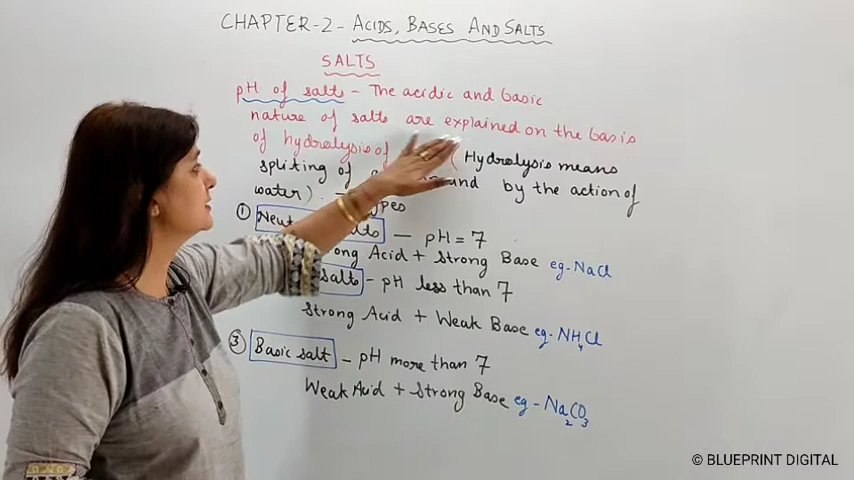 CHAPTER-2- ACIDS, BASES AND SALTS
SALTS
pH of salts - The acidic and basic
nature of salts are explained on the basis
of hydrolysis of (Hydrolysis means
spliting of a by the action of
water). Types
① Neut - pH = 7
Acid + Strong Base eg-NaCl
salts - pH less than 7
Strong Acid + Weak Base eg-NH4Cl
③ Basic salt - pH more than 7
Weak Acid + Strong Base eg-Na2CO3
© BLUEPRINT DIGITAL